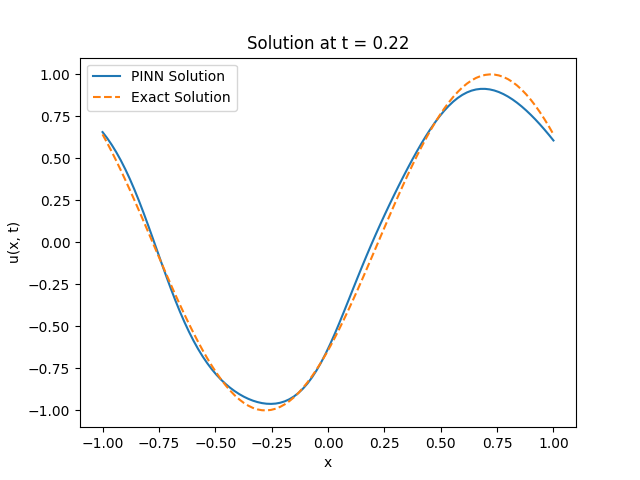 Solution at t = 0.22
PINN Solution
Exact Solution
1.00
0.75
0.50
0.25
0.00
−0.25
−0.50
−0.75
−1.00
u(x, t)
−1.00 −0.75 −0.50 −0.25 0.00 0.25 0.50 0.75 1.00
x